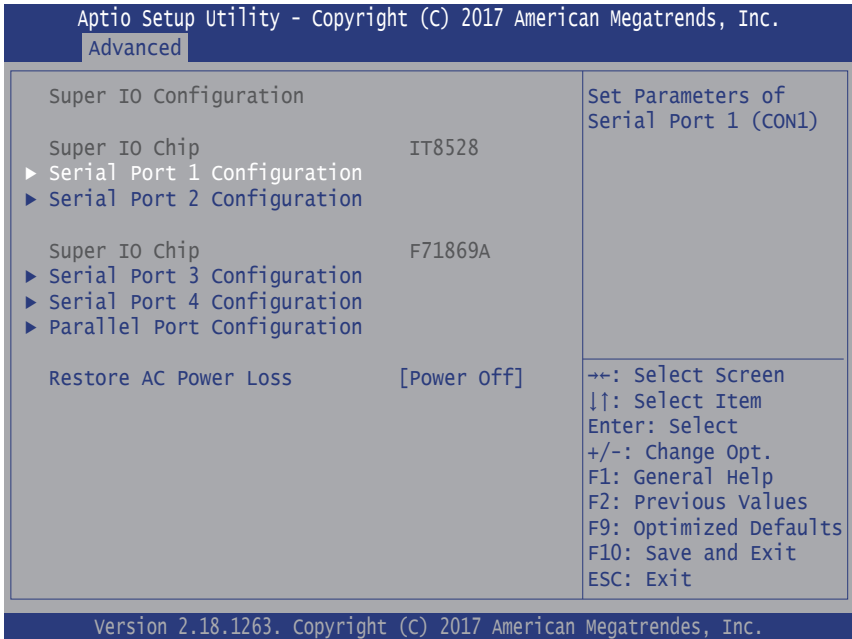 Aptio Setup Utility - Copyright (C) 2017 American Megatrends, Inc.
Advanced
Super IO Configuration
Super IO Chip IT8528
▶ Serial Port 1 Configuration
▶ Serial Port 2 Configuration
Super IO Chip F71869A
▶ Serial Port 3 Configuration
▶ Serial Port 4 Configuration
▶ Parallel Port Configuration
Restore AC Power Loss [Power Off]
Set Parameters of
Serial Port 1 (CON1)
→←: Select Screen
↓↑: Select Item
Enter: Select
+/-: Change Opt.
F1: General Help
F2: Previous Values
F9: Optimized Defaults
F10: Save and Exit
ESC: Exit
Version 2.18.1263. Copyright (C) 2017 American Megatrendes, Inc.